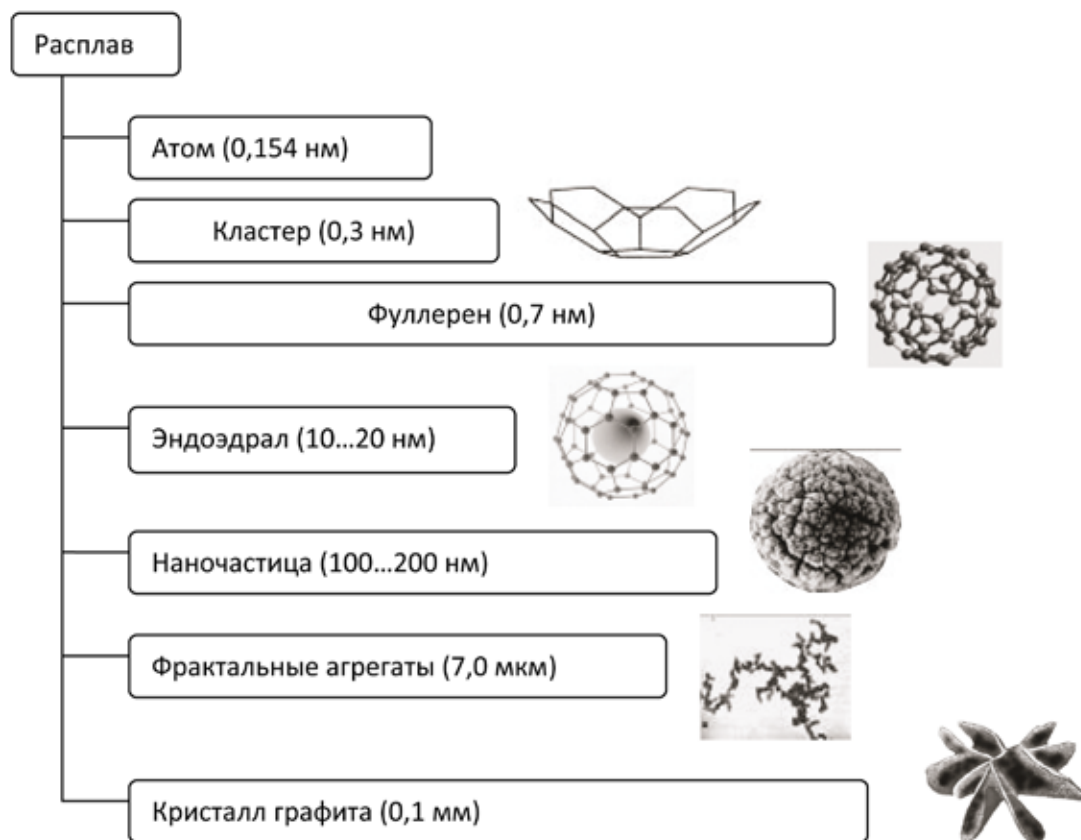 Расплав
Атом (0,154 нм)
Кластер (0,3 нм)
Фуллерен (0,7 нм)
Эндоэдрал (10...20 нм)
Наночастица (100...200 нм)
Фрактальные агрегаты (7,0 мкм)
Кристалл графита (0,1 мм)